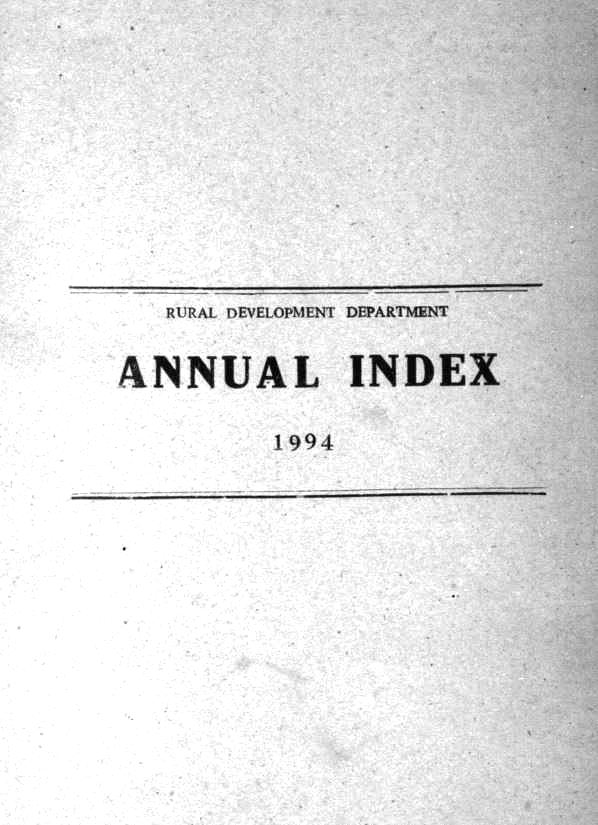 RURAL DEVELOPMENT DEPARTMENT
ANNUAL INDEX
1994